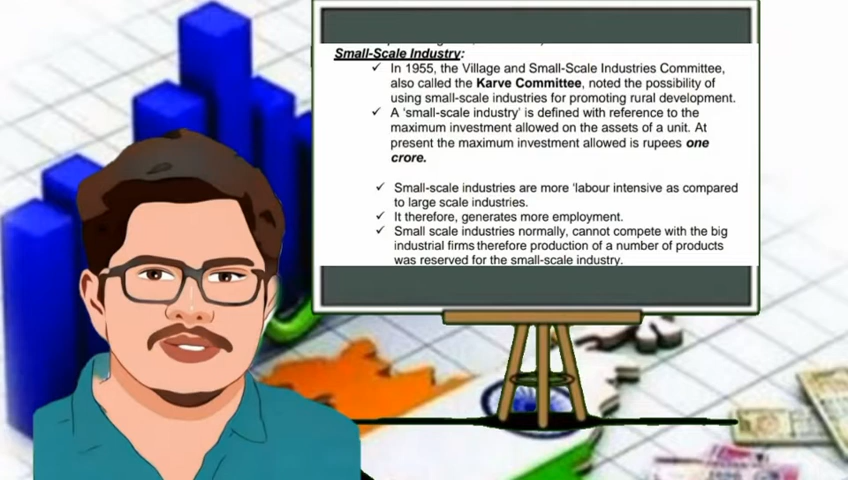 Small-Scale Industry:
✓ In 1955, the Village and Small-Scale Industries Committee,
also called the Karve Committee, noted the possibility of
using small-scale industries for promoting rural development.
✓ A ‘small-scale industry’ is defined with reference to the
maximum investment allowed on the assets of a unit. At
present the maximum investment allowed is rupees one
crore.
✓ Small-scale industries are more ‘labour intensive as compared
to large scale industries.
✓ It therefore, generates more employment.
✓ Small scale industries normally, cannot compete with the big
industrial firms therefore production of a number of products
was reserved for the small-scale industry.